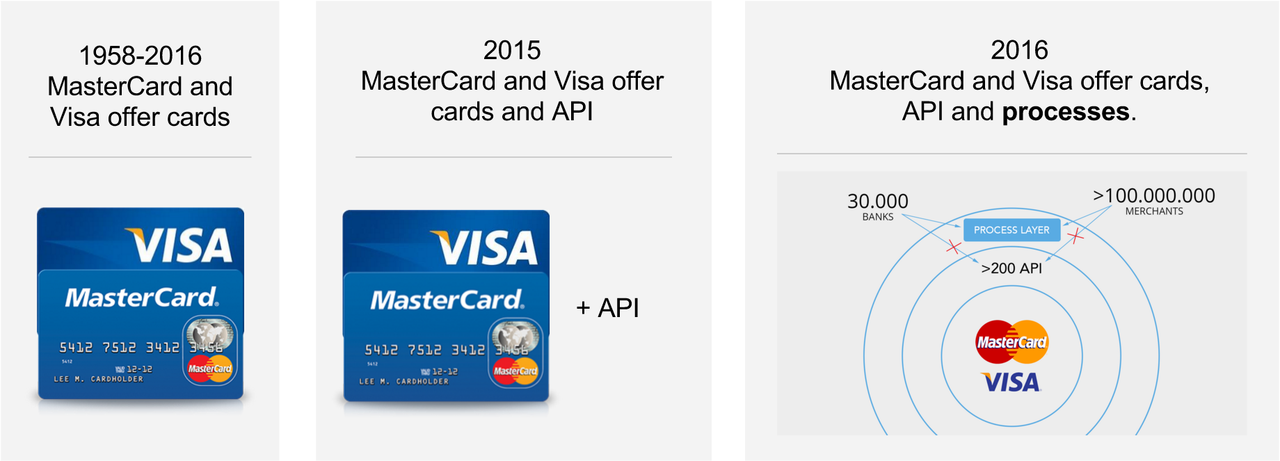 1958-2016
MasterCard and
Visa offer cards
VISA
MasterCard®
5412 7512 3412 3456
5412
12-12
LEE M. CARDHOLDER
MasterCard
2015
MasterCard and Visa offer
cards and API
VISA
MasterCard®
5412 7512 3412 3456
5412
12-12
LEE M. CARDHOLDER
MasterCard
+ API
2016
MasterCard and Visa offer cards,
API and processes.
30.000
BANKS
>100.000.000
MERCHANTS
PROCESS LAYER
>200 API
MasterCard
VISA